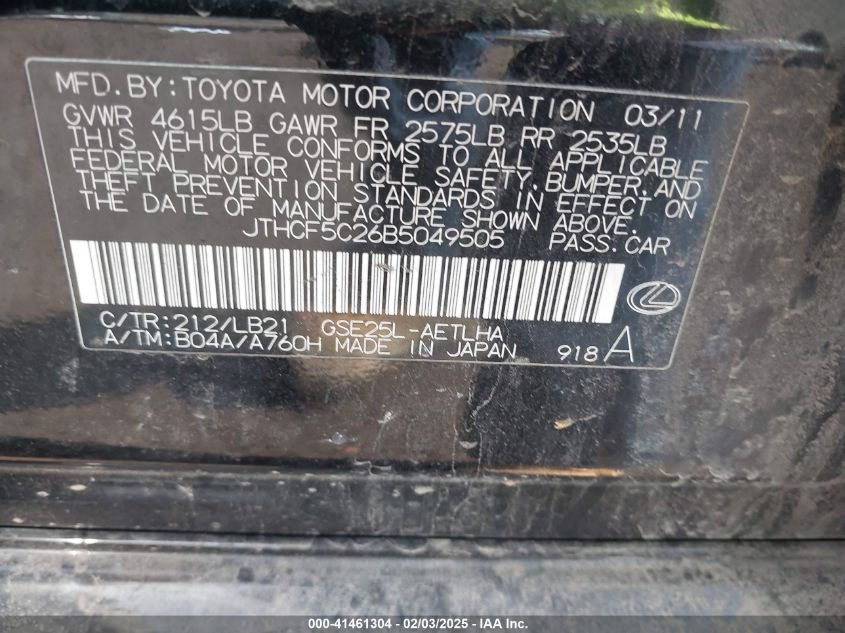 MFD. BY: TOYOTA MOTOR CORPORATION 03/11
GVWR 4615LB GAWR FR 2575LB RR 2535LB
THIS VEHICLE CONFORMS TO ALL APPLICABLE
FEDERAL MOTOR VEHICLE SAFETY, BUMPER, AND
THEFT PREVENTION STANDARDS IN EFFECT ON
THE DATE OF MANUFACTURE SHOWN ABOVE.
JTHCF5C26B5049505 PASS. CAR
C/TR: 212/LB21 GSE25L-AETLHA
A/TM: B04A/A760H MADE IN JAPAN 918 A
000-41461304 - 02/03/2025 - IAA Inc.